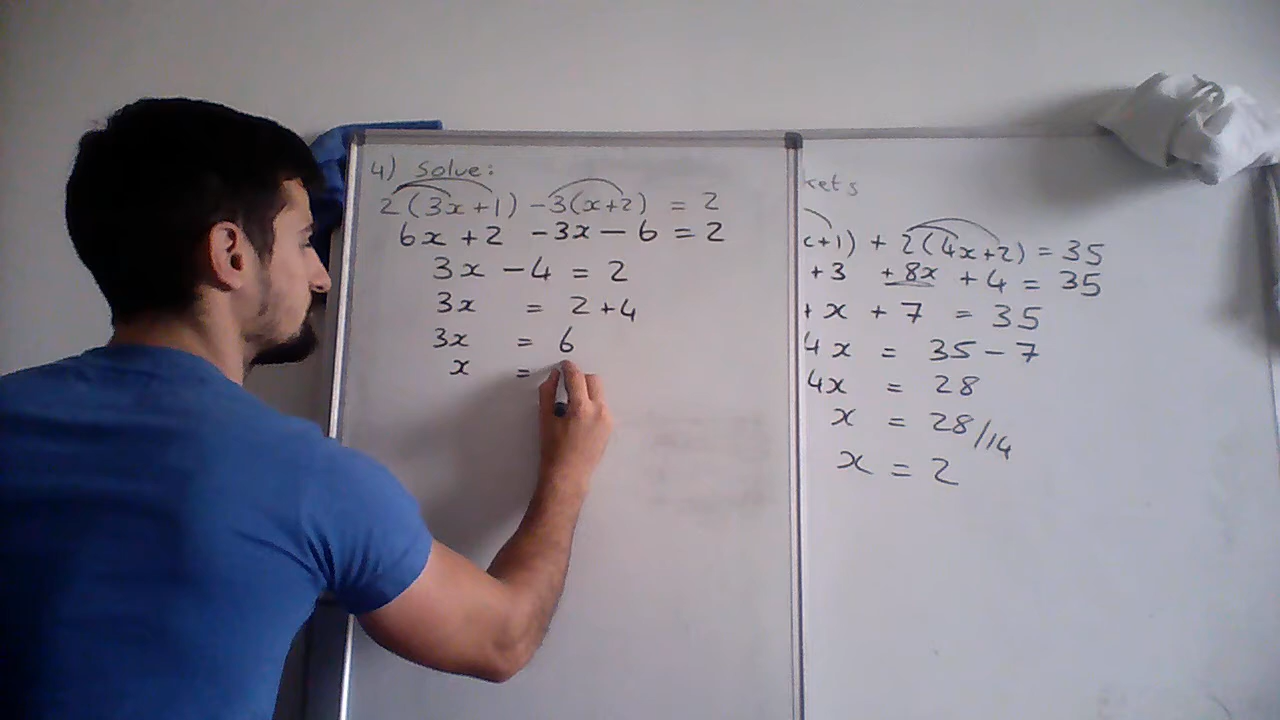 4) Solve:
2(3x+1) -3(x+2) = 2
6x +2 -3x - 6 = 2
3x - 4 = 2
3x = 2+4
3x = 6
x =
kets
+1) + 2(4x+2) = 35
+3 +8x + 4 = 35
x + 7 = 35
4x = 35 - 7
4x = 28
x = 28/14
x = 2